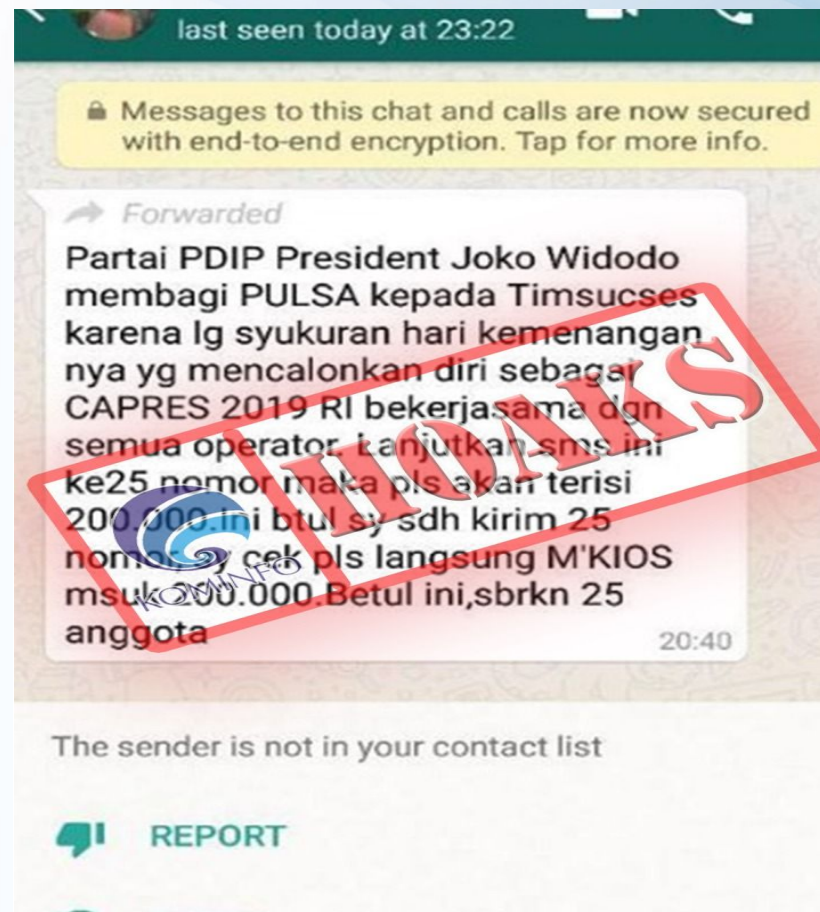 last seen today at 23:22
Messages to this chat and calls are now secured
with end-to-end encryption. Tap for more info.
Forwarded
Partai PDIP President Joko Widodo
membagi PULSA kepada Timsucses
karena lg syukuran hari kemenangan
nya yg mencalonkan diri sebagai
CAPRES 2019 RI bekerjasama dgn
semua operator. Lanjutkan sms ini
ke25 nomor maka pls akan terisi
200.000.Ini btul sy sdh kirim 25
nomor sy cek pls langsung M'KIOS
msuk 200.000.Betul ini,sbrkn 25
anggota
20:40
HOAKS
KOMINFO
The sender is not in your contact list
REPORT